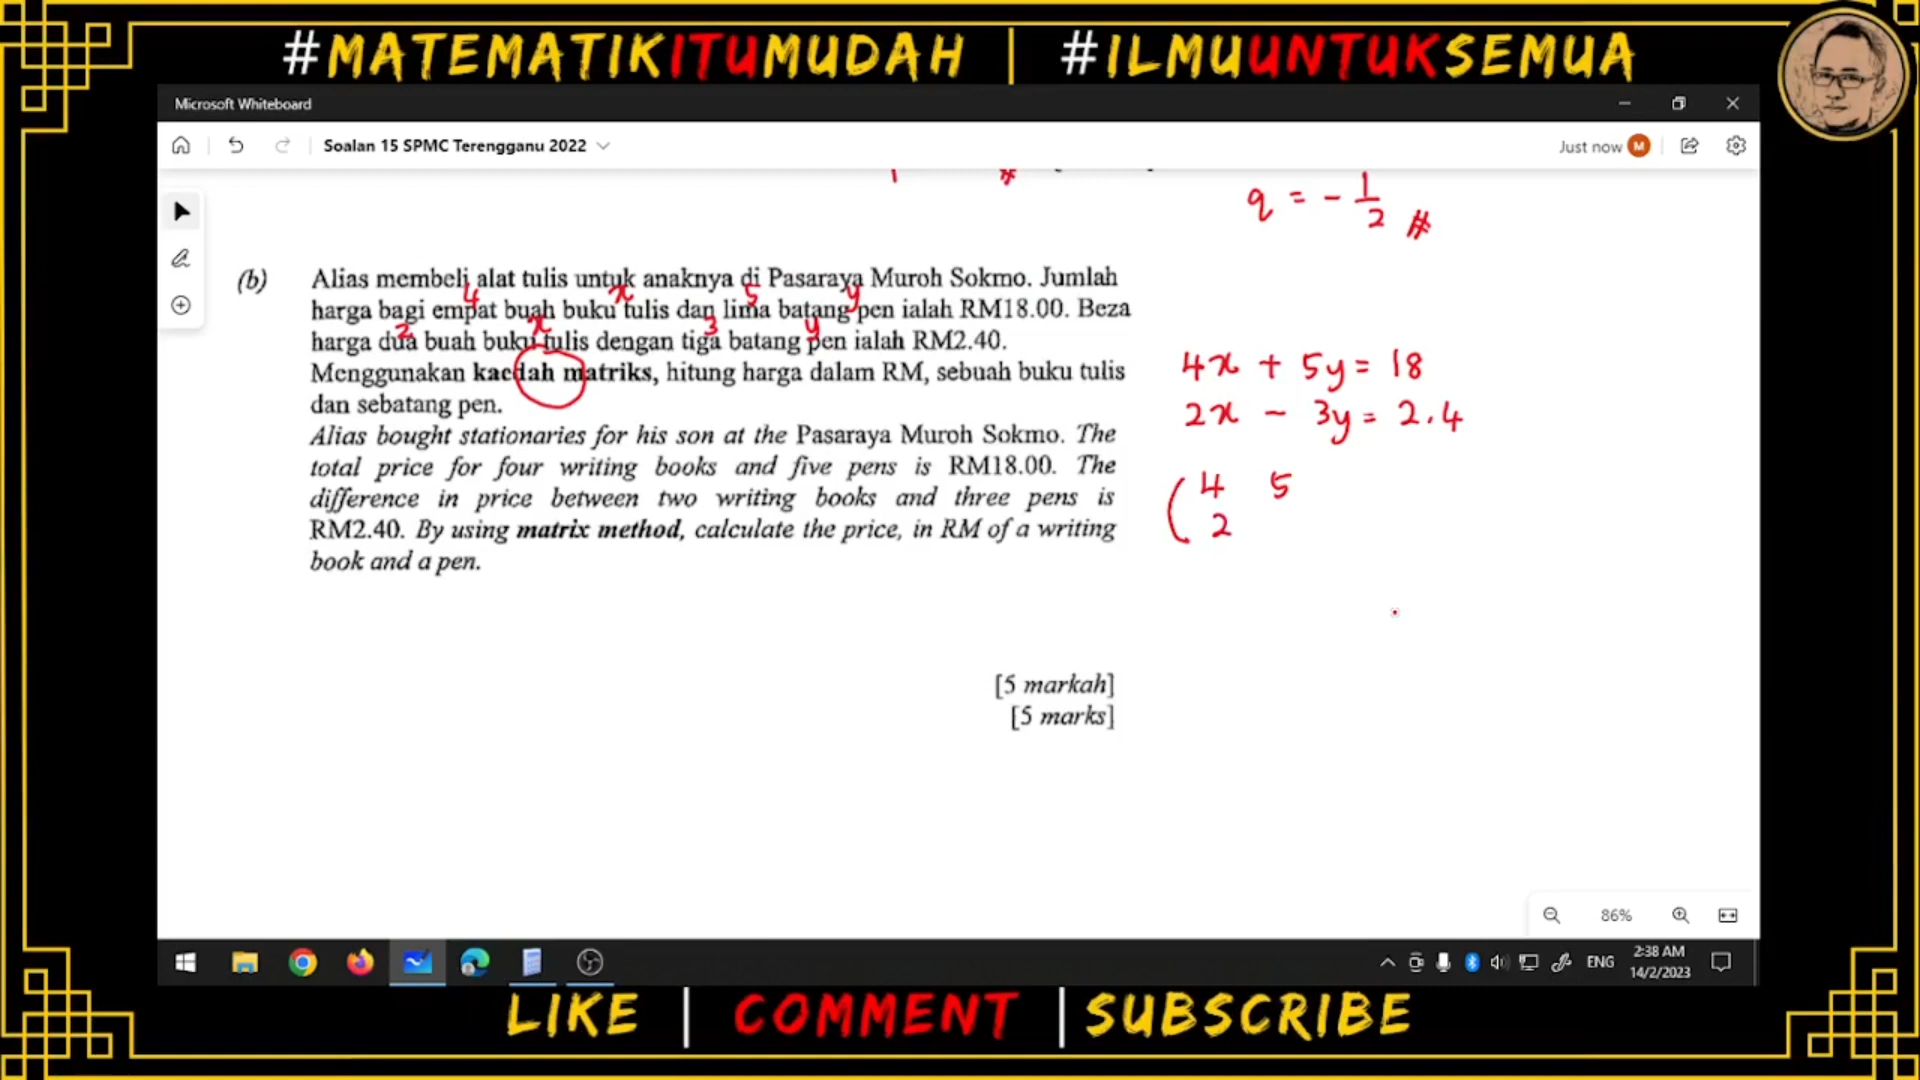 #MATEMATIKITUMUDAH | #ILMUUNTUKSEMUA
Microsoft Whiteboard
Soalan 15 SPMC Terengganu 2022
Just now M
q = - 1/2 #
(b) Alias membeli alat tulis untuk anaknya di Pasaraya Muroh Sokmo. Jumlah
4 x 5 y
harga bagi empat buah buku tulis dan lima batang pen ialah RM18.00. Beza
2 x 3 y
harga dua buah buku tulis dengan tiga batang pen ialah RM2.40.
Menggunakan kaedah matriks, hitung harga dalam RM, sebuah buku tulis
dan sebatang pen.
Alias bought stationaries for his son at the Pasaraya Muroh Sokmo. The
total price for four writing books and five pens is RM18.00. The
difference in price between two writing books and three pens is
RM2.40. By using matrix method, calculate the price, in RM of a writing
book and a pen.
[5 markah]
[5 marks]
4x + 5y = 18
2x - 3y = 2.4
( 4 5
2
86%
ENG
2:38 AM
14/2/2023
LIKE | COMMENT | SUBSCRIBE